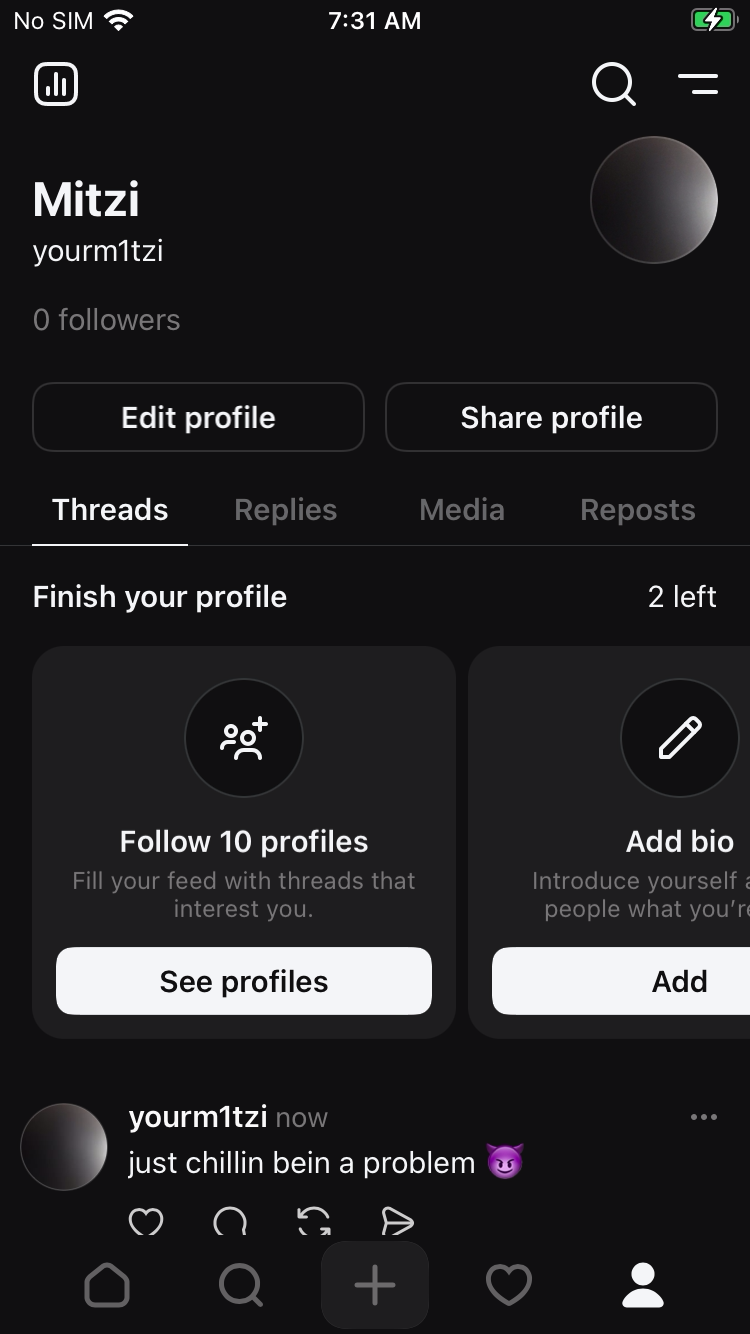 No SIM 7:31 AM
Mitzi
yourm1tzi
0 followers
Edit profile Share profile
Threads Replies Media Reposts
Finish your profile 2 left
Follow 10 profiles
Fill your feed with threads that
interest you.
See profiles
Add bio
Introduce yourself
people what you're
Add
yourm1tzi now
just chillin bein a problem 😈